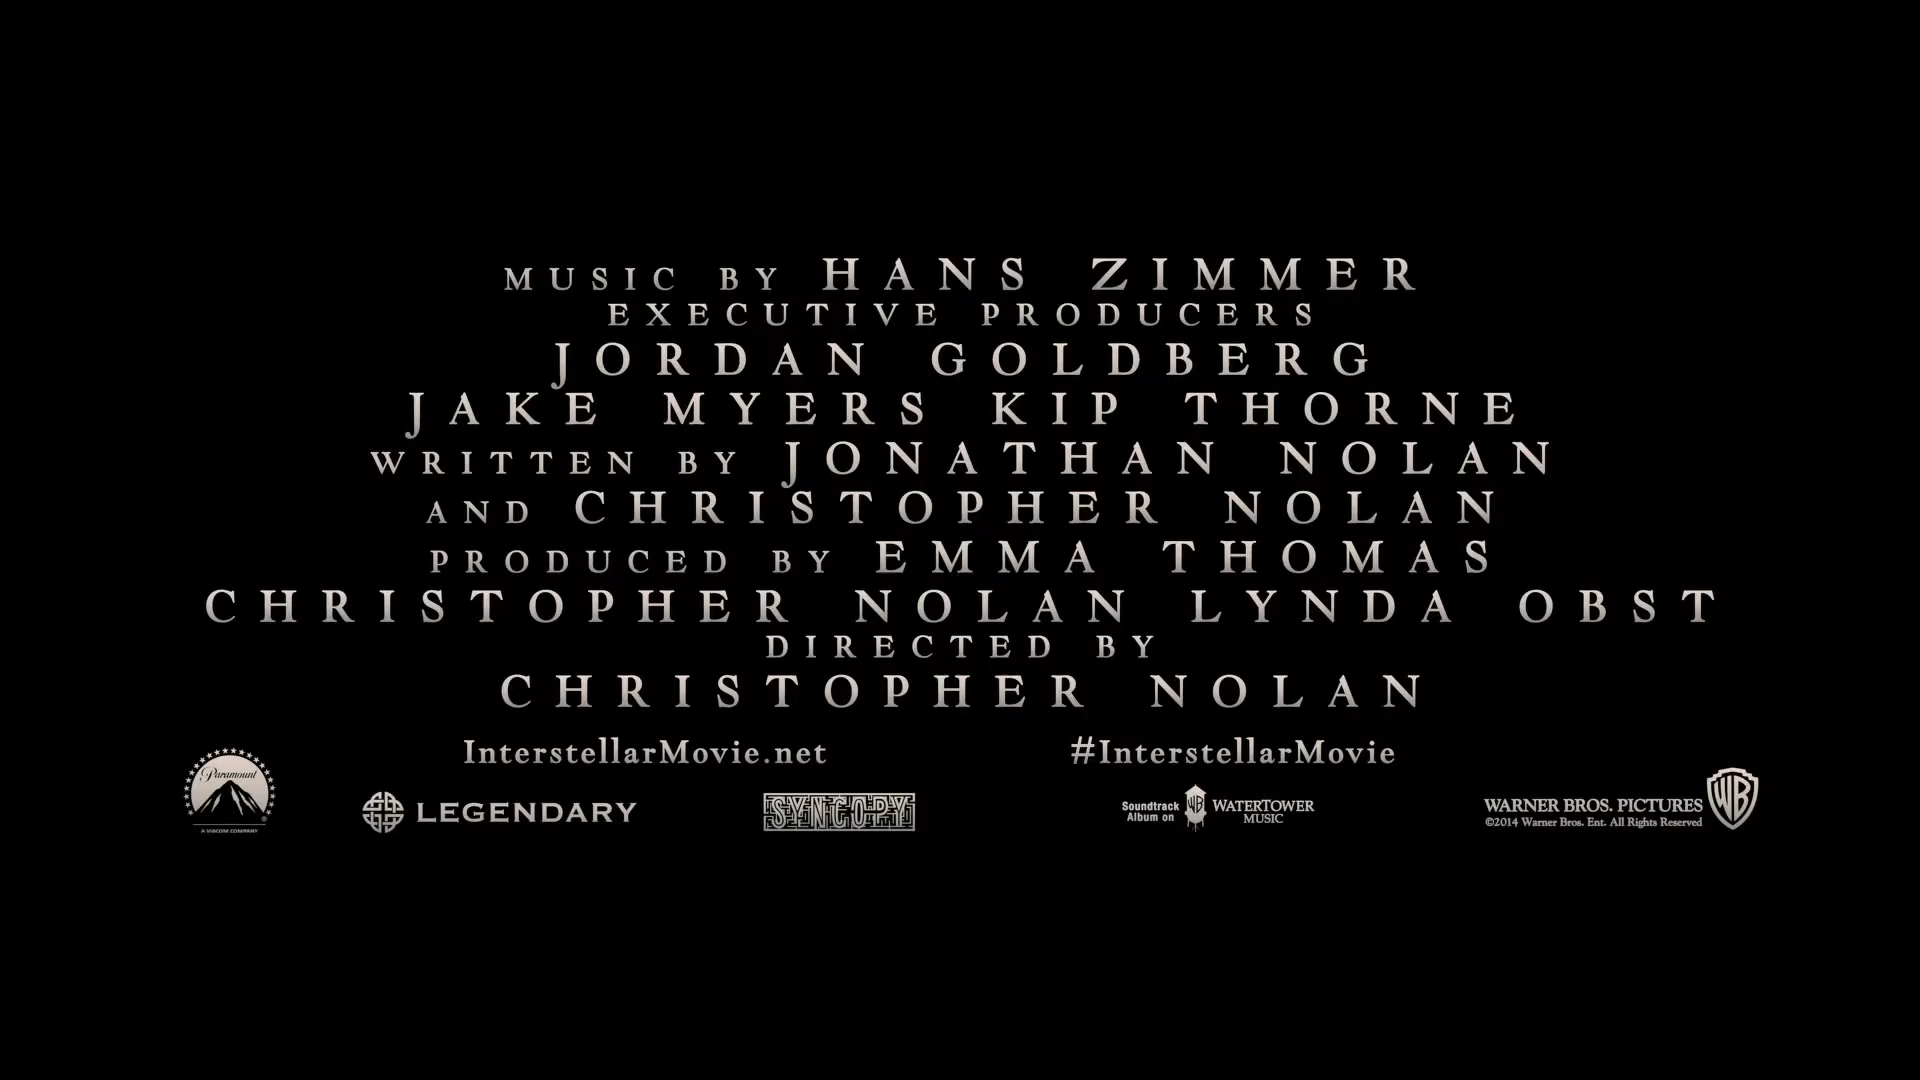 MUSIC BY HANS ZIMMER
EXECUTIVE PRODUCERS
JORDAN GOLDBERG
JAKE MYERS KIP THORNE
WRITTEN BY JONATHAN NOLAN
AND CHRISTOPHER NOLAN
PRODUCED BY EMMA THOMAS
CHRISTOPHER NOLAN LYNDA OBST
DIRECTED BY
CHRISTOPHER NOLAN
InterstellarMovie.net #InterstellarMovie
Paramount
A VIACOM COMPANY
LEGENDARY
SYNCOPY
Soundtrack
Album on
WB
WATERTOWER
MUSIC
WARNER BROS. PICTURES
©2014 Warner Bros. Ent. All Rights Reserved
WB